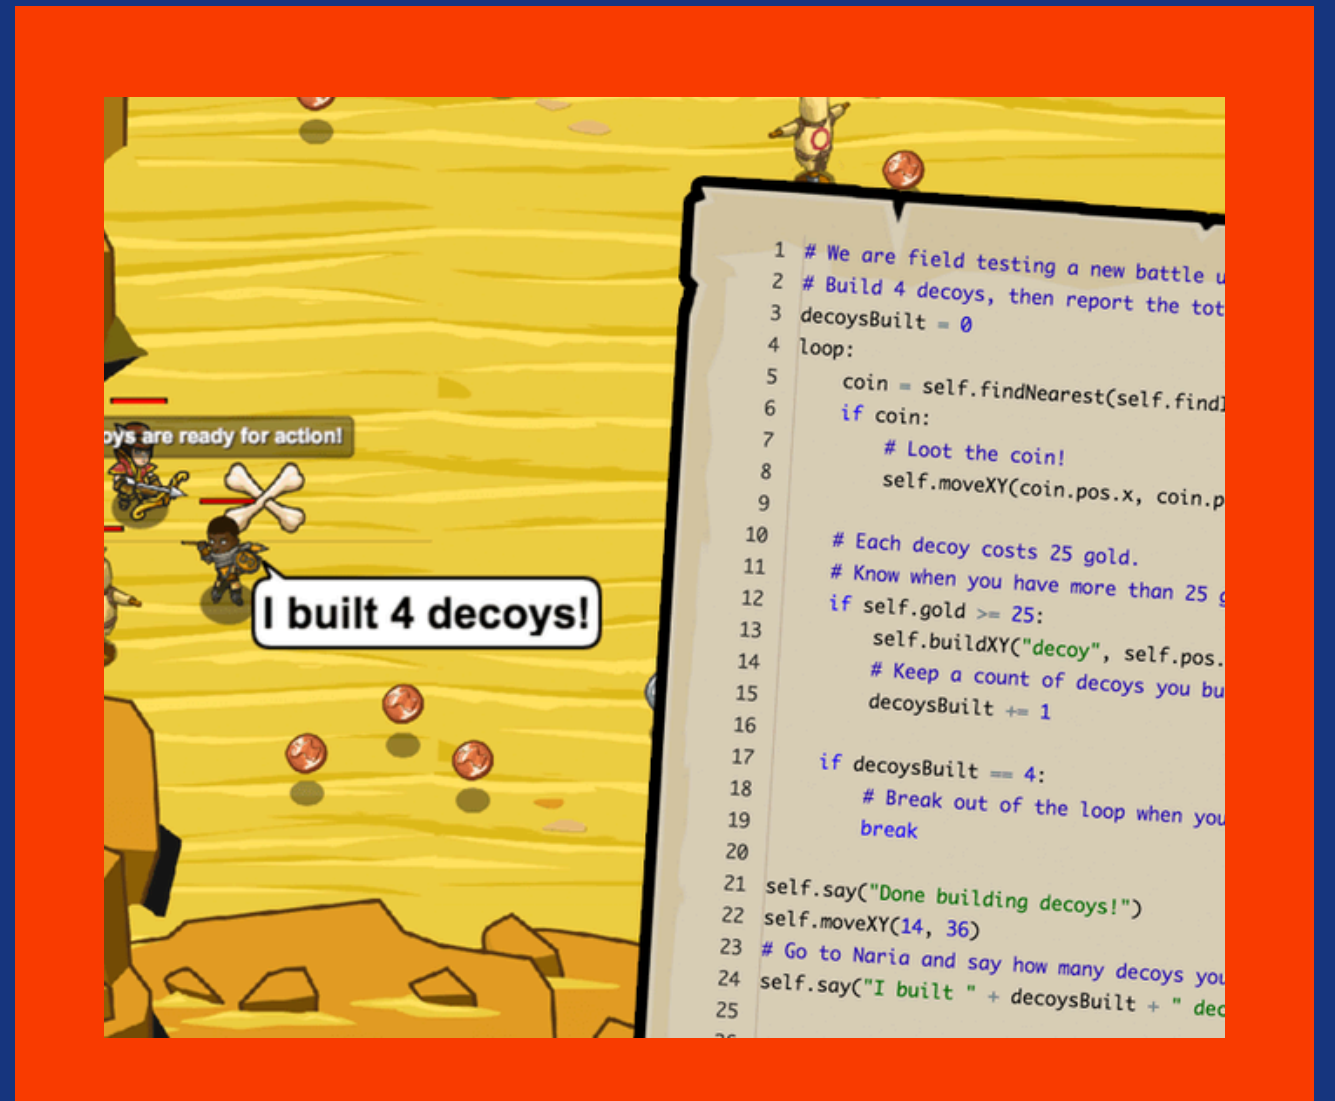 oys are ready for action!
I built 4 decoys!
1 # We are field testing a new battle u
2 # Build 4 decoys, then report the tot
3 decoysBuilt = 0
4 loop:
5 coin = self.findNearest(self.findI
6 if coin:
7 # Loot the coin!
8 self.moveXY(coin.pos.x, coin.p
9
10 # Each decoy costs 25 gold.
11 # Know when you have more than 25 g
12 if self.gold >= 25:
13 self.buildXY("decoy", self.pos.
14 # Keep a count of decoys you bu
15 decoysBuilt += 1
16
17 if decoysBuilt == 4:
18 # Break out of the loop when you
19 break
20
21 self.say("Done building decoys!")
22 self.moveXY(14, 36)
23 # Go to Naria and say how many decoys you
24 self.say("I built " + decoysBuilt + " dec
25